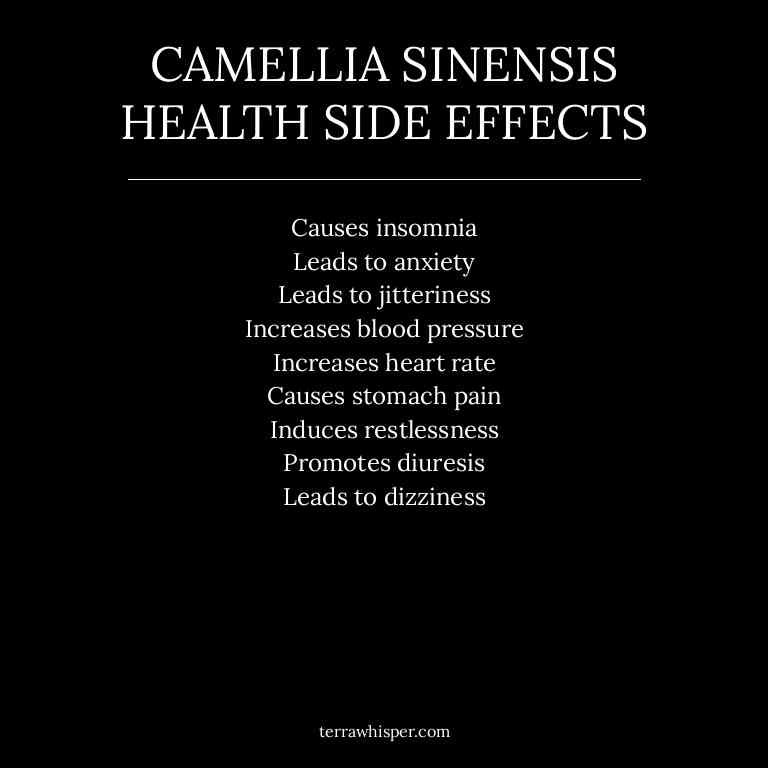 CAMELLIA SINENSIS
HEALTH SIDE EFFECTS
Causes insomnia
Leads to anxiety
Leads to jitteriness
Increases blood pressure
Increases heart rate
Causes stomach pain
Induces restlessness
Promotes diuresis
Leads to dizziness
terrawhisper.com